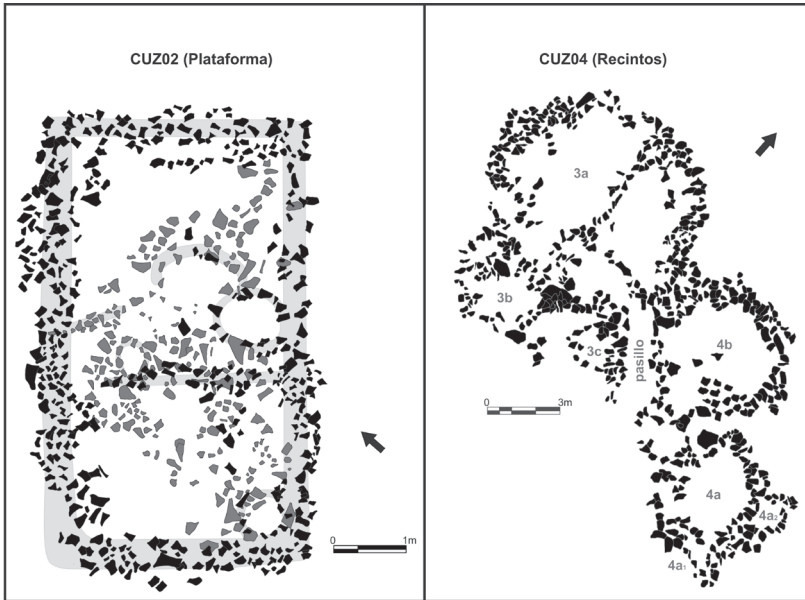 CUZ02 (Plataforma)
0
1m
CUZ04 (Recintos)
3a
3b
3c
pasillo
4b
0
3m
4a
4a2
4a1